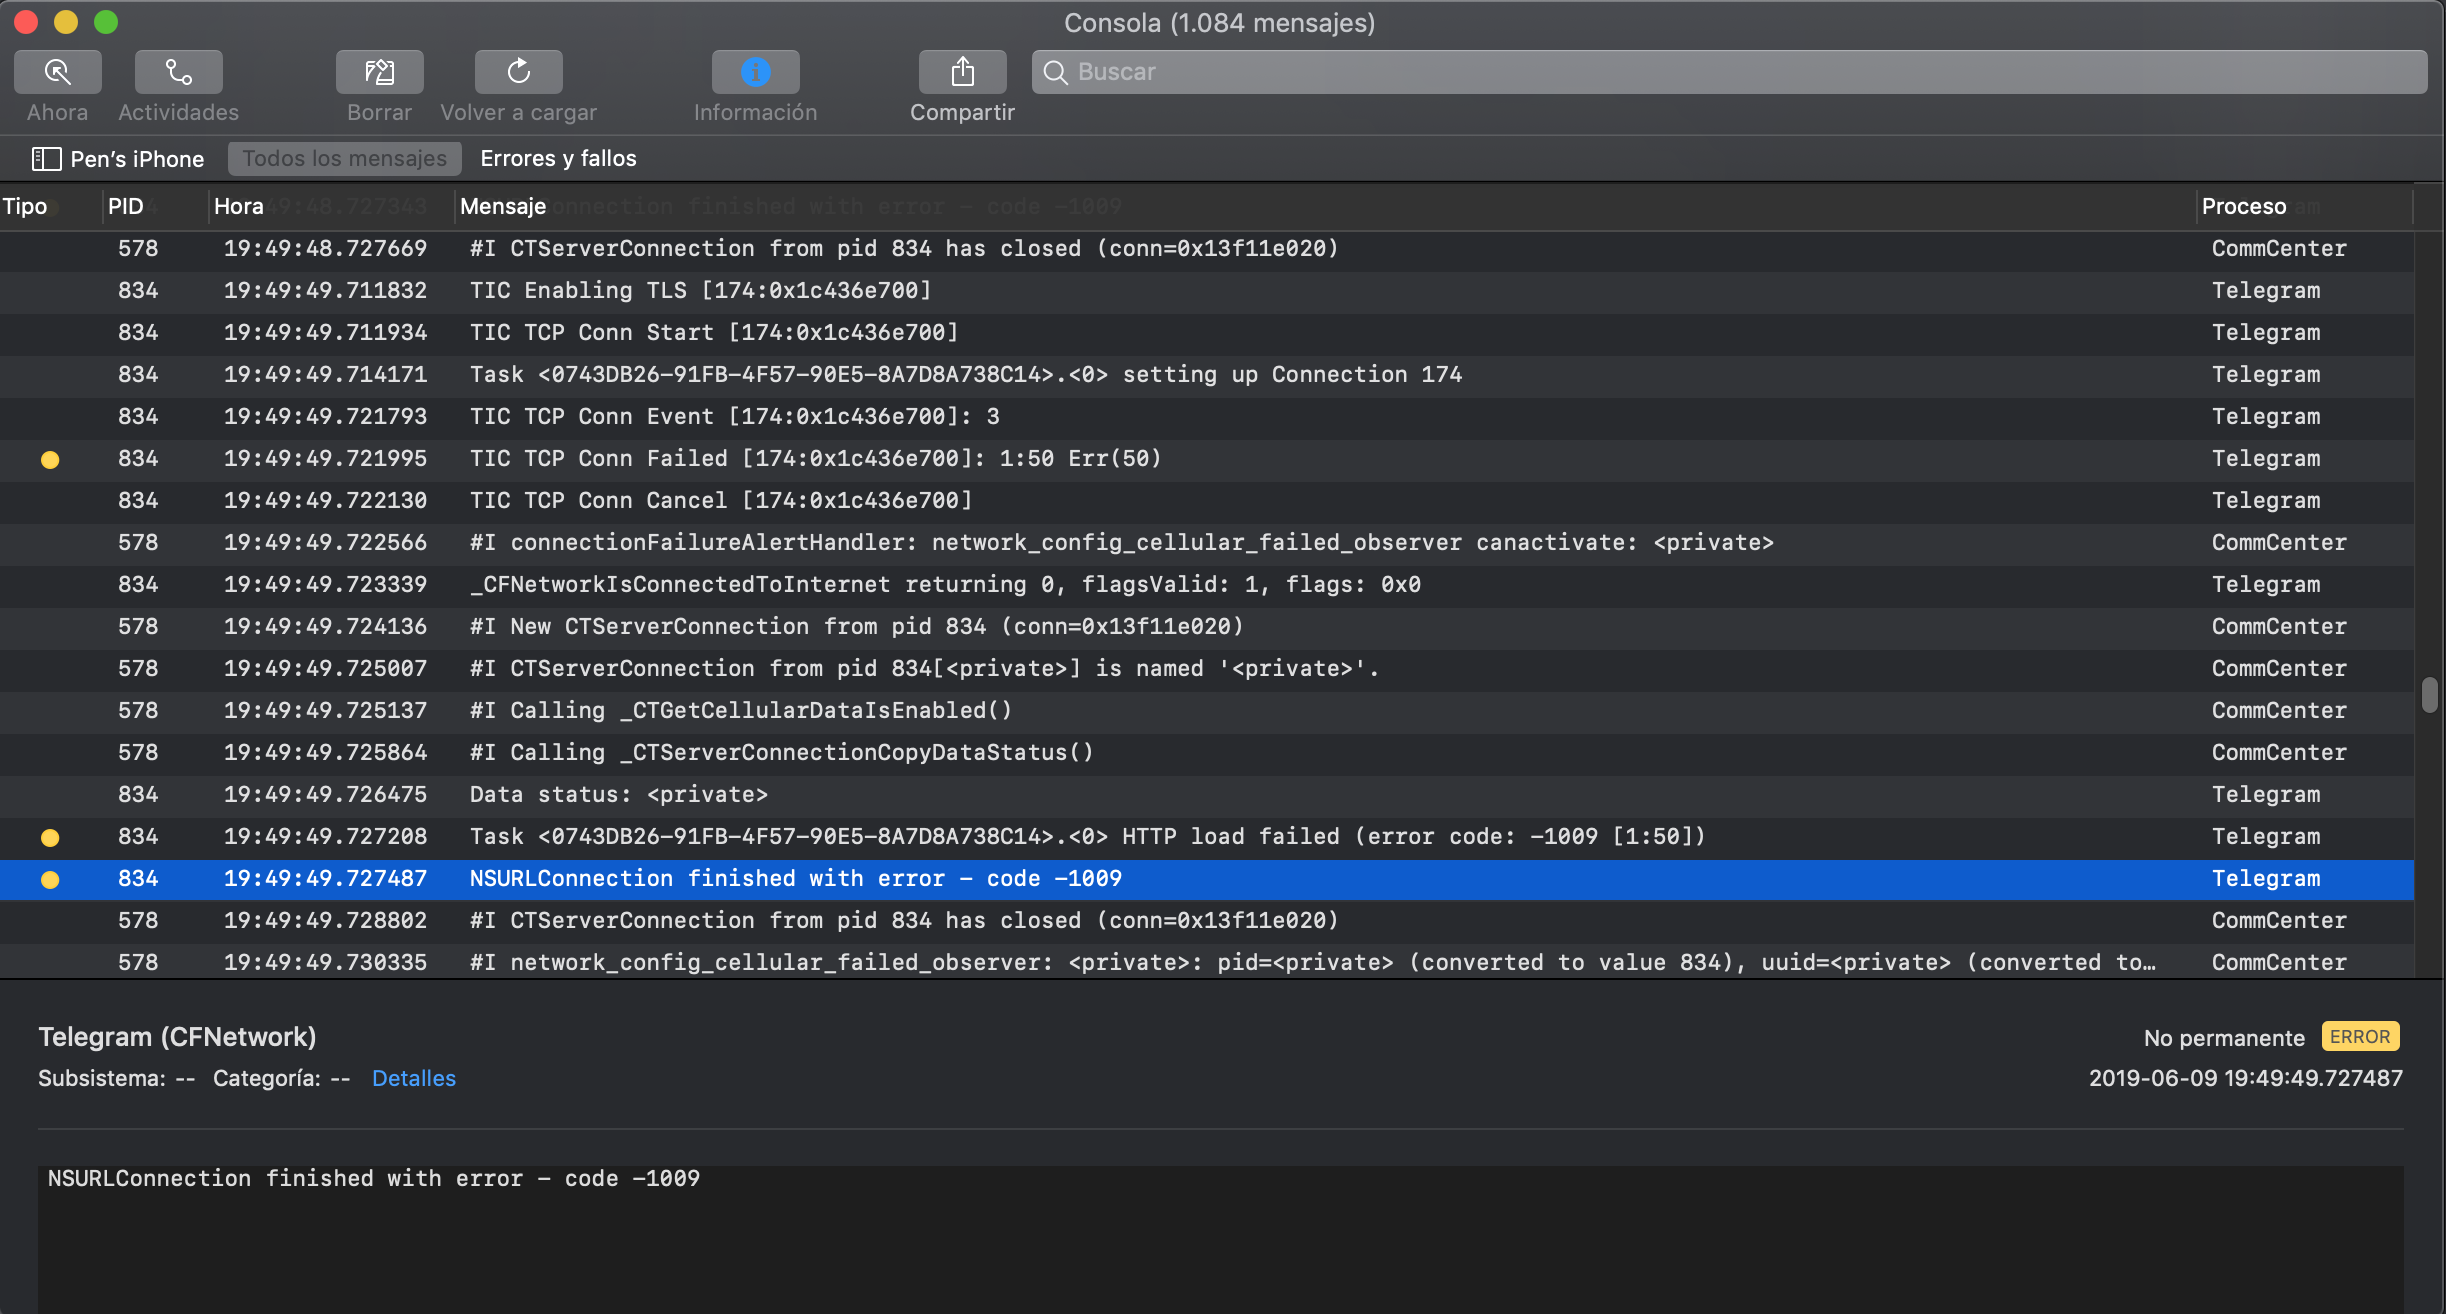 Consola (1.084 mensajes)
Ahora Actividades Borrar Volver a cargar Información Compartir Buscar
Pen’s iPhone Todos los mensajes Errores y fallos
Tipo PID Hora Mensaje Proceso
578 19:49:48.727669 #I CTServerConnection from pid 834 has closed (conn=0x13f11e020) CommCenter
834 19:49:49.711832 TIC Enabling TLS [174:0x1c436e700] Telegram
834 19:49:49.711934 TIC TCP Conn Start [174:0x1c436e700] Telegram
834 19:49:49.714171 Task <0743DB26-91FB-4F57-90E5-8A7D8A738C14>.<0> setting up Connection 174 Telegram
834 19:49:49.721793 TIC TCP Conn Event [174:0x1c436e700]: 3 Telegram
834 19:49:49.721995 TIC TCP Conn Failed [174:0x1c436e700]: 1:50 Err(50) Telegram
834 19:49:49.722130 TIC TCP Conn Cancel [174:0x1c436e700] Telegram
578 19:49:49.722566 #I connectionFailureAlertHandler: network_config_cellular_failed_observer canactivate: <private> CommCenter
834 19:49:49.723339 _CFNetworkIsConnectedToInternet returning 0, flagsValid: 1, flags: 0x0 Telegram
578 19:49:49.724136 #I New CTServerConnection from pid 834 (conn=0x13f11e020) CommCenter
578 19:49:49.725007 #I CTServerConnection from pid 834[<private>] is named '<private>'. CommCenter
578 19:49:49.725137 #I Calling _CTGetCellularDataIsEnabled() CommCenter
578 19:49:49.725864 #I Calling _CTServerConnectionCopyDataStatus() CommCenter
834 19:49:49.726475 Data status: <private> Telegram
834 19:49:49.727208 Task <0743DB26-91FB-4F57-90E5-8A7D8A738C14>.<0> HTTP load failed (error code: -1009 [1:50]) Telegram
834 19:49:49.727487 NSURLConnection finished with error - code -1009 Telegram
578 19:49:49.728802 #I CTServerConnection from pid 834 has closed (conn=0x13f11e020) CommCenter
578 19:49:49.730335 #I network_config_cellular_failed_observer: <private>: pid=<private> (converted to value 834), uuid=<private> (converted to… CommCenter
Telegram (CFNetwork) No permanente ERROR
Subsistema: -- Categoría: -- Detalles 2019-06-09 19:49:49.727487
NSURLConnection finished with error - code -1009